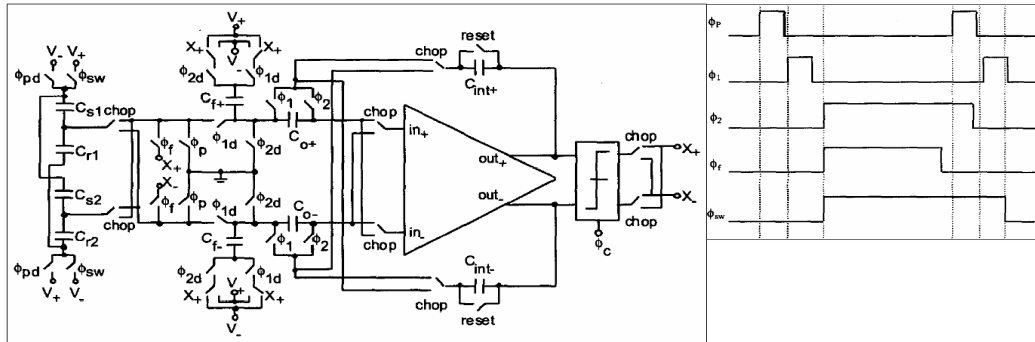 V₊
X₊ V₋ X₊
reset
V₋ V₊
chop
ϕpd ϕsw
ϕ2d ϕ1d
Cint+
Cs1 chop
Cf+ ϕ1 ϕ2
chop
Cr1
ϕf ϕp ϕ1d ϕ2d Co+
in₊
chop
X₊
out₊
X₊
X₋
out₋
X₋
Cs2
ϕf ϕp ϕ1d ϕ2d Co-
in₋
chop
Cr2 chop
Cf- ϕ1 ϕ2
chop
ϕc
ϕpd ϕsw
ϕ2d ϕ1d
Cint-
V₊ V₋
X₊ V₊ X₊
chop
reset
V₋
ϕP
ϕ1
ϕ2
ϕf
ϕsw